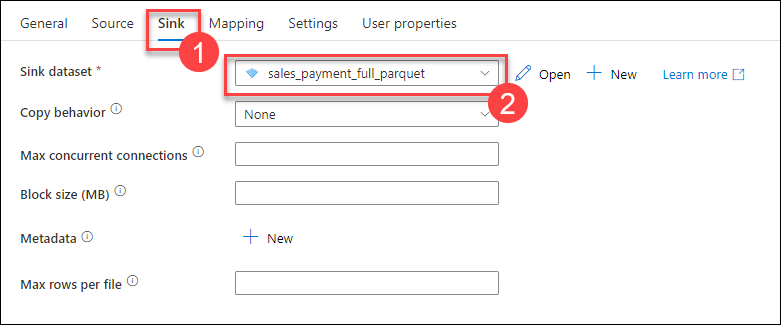 General Source Sink Mapping Settings User properties
1
Sink dataset * sales_payment_full_parquet Open New Learn more
2
Copy behavior None
Max concurrent connections
Block size (MB)
Metadata New
Max rows per file